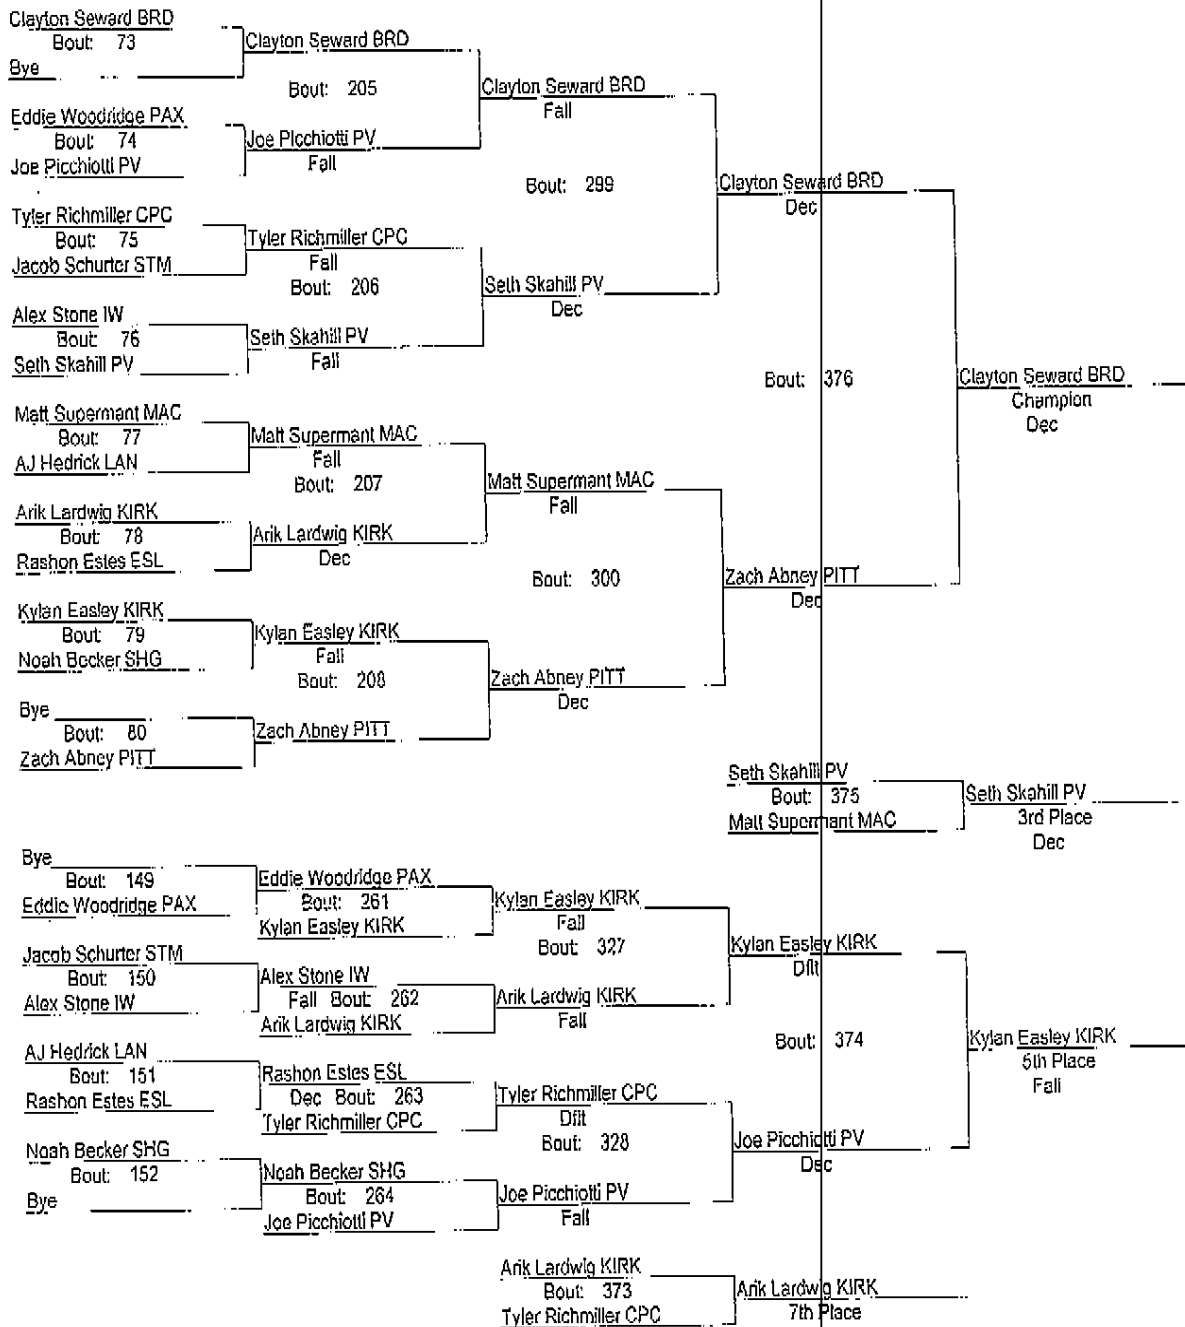 Clayton Seward BRD
Bout: 73
Bye
Clayton Seward BRD
Bout: 205
Eddie Woodridge PAX
Bout: 74
Joe Picchiotti PV
Joe Picchiotti PV
Fall
Clayton Seward BRD
Fall
Bout: 299
Tyler Richmiller CPC
Bout: 75
Jacob Schurter STM
Tyler Richmiller CPC
Fall
Bout: 206
Alex Stone IW
Bout: 76
Seth Skahill PV
Seth Skahill PV
Fall
Seth Skahill PV
Dec
Clayton Seward BRD
Dec
Bout: 376
Clayton Seward BRD
Champion
Dec
Matt Supermant MAC
Bout: 77
AJ Hedrick LAN
Matt Supermant MAC
Fall
Bout: 207
Arik Lardwig KIRK
Bout: 78
Rashon Estes ESL
Arik Lardwig KIRK
Dec
Matt Supermant MAC
Fall
Bout: 300
Kylan Easley KIRK
Bout: 79
Noah Becker SHG
Kylan Easley KIRK
Fall
Bout: 208
Bye
Bout: 80
Zach Abney PITT
Zach Abney PITT
Zach Abney PITT
Dec
Zach Abney PITT
Dec
Seth Skahill PV
Bout: 375
Matt Supermant MAC
Seth Skahill PV
3rd Place
Dec
Bye
Bout: 149
Eddie Woodridge PAX
Eddie Woodridge PAX
Bout: 261
Kylan Easley KIRK
Kylan Easley KIRK
Fall
Bout: 327
Jacob Schurter STM
Bout: 150
Alex Stone IW
Alex Stone IW
Fall Bout: 262
Arik Lardwig KIRK
Arik Lardwig KIRK
Fall
Kylan Easley KIRK
Dflt
Bout: 374
Kylan Easley KIRK
5th Place
Fall
AJ Hedrick LAN
Bout: 151
Rashon Estes ESL
Rashon Estes ESL
Dec Bout: 263
Tyler Richmiller CPC
Tyler Richmiller CPC
Dflt
Bout: 328
Noah Becker SHG
Bout: 152
Bye
Noah Becker SHG
Bout: 264
Joe Picchiotti PV
Joe Picchiotti PV
Fall
Joe Picchiotti PV
Dec
Arik Lardwig KIRK
Bout: 373
Tyler Richmiller CPC
Arik Lardwig KIRK
7th Place